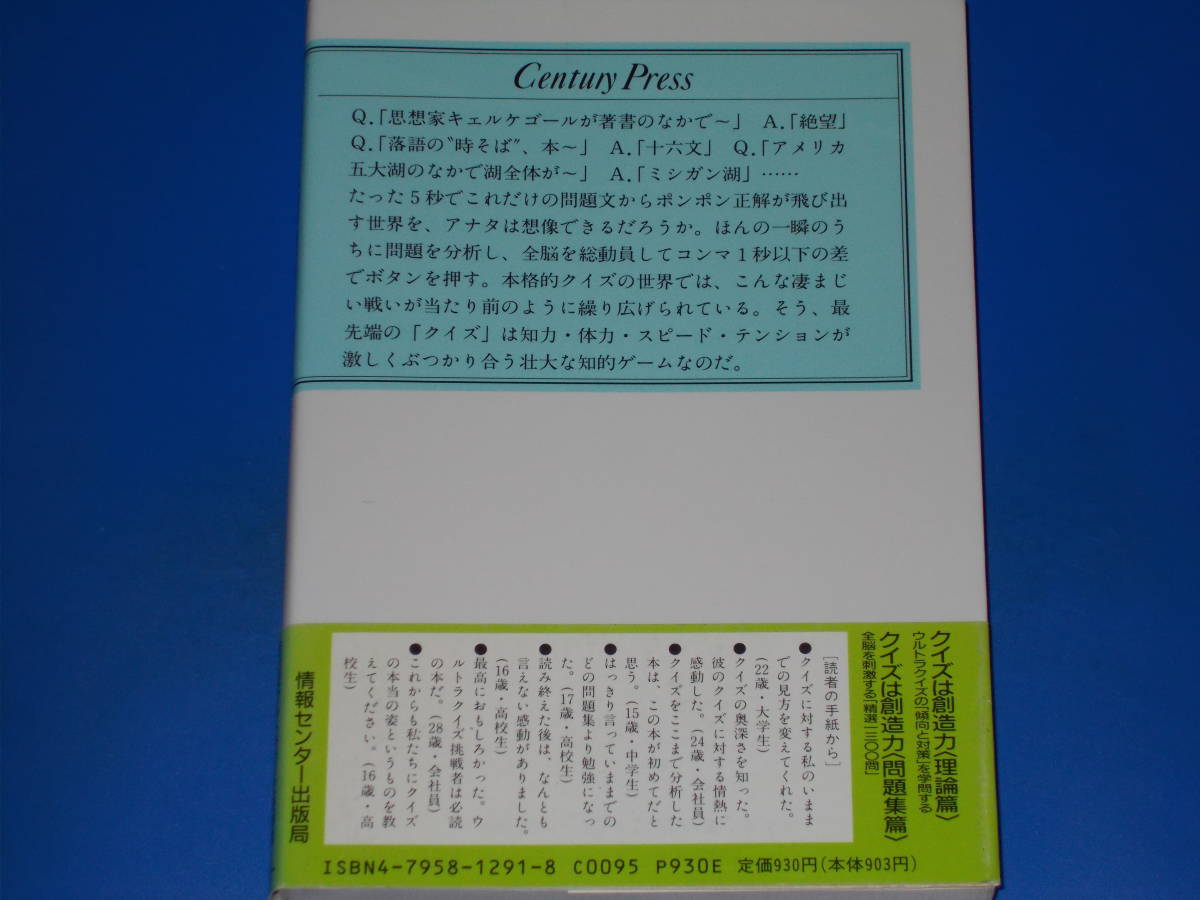 Century Press
Q.「思想家キェルケゴールが著書のなかで〜」 A.「絶望」
Q.「落語の〝時そば〟、本〜」 A.「十六文」 Q.「アメリカ
五大湖のなかで湖全体が〜」 A.「ミシガン湖」……
たった5秒でこれだけの問題文からポンポン正解が飛び出
す世界を、アナタは想像できるだろうか。ほんの一瞬のう
ちに問題を分析し、全脳を総動員してコンマ1秒以下の差
でボタンを押す。本格的クイズの世界では、こんな凄まじ
い戦いが当たり前のように繰り広げられている。そう、最
先端の「クイズ」は知力・体力・スピード・テンションが
激しくぶつかり合う壮大な知的ゲームなのだ。
クイズは創造力〈理論篇〉
ウルトラクイズの「傾向と対策」を学問する
クイズは創造力〈問題集篇〉
全脳を刺激する「精選一三〇〇問」
［読者の手紙から］
●クイズに対する私のいまま
での見方を変えてくれた。
（22歳・大学生）
●クイズの奥深さを知った。
彼のクイズに対する情熱に
感動した。（24歳・会社員）
●クイズをここまで分析した
本は、この本が初めてだと
思う。（15歳・中学生）
●はっきり言っていままでの
どの問題集より勉強になっ
た。（17歳・高校生）
●読み終えた後は、なんとも
言えない感動がありました。
（16歳・高校生）
●最高におもしろかった。ウ
ルトラクイズ挑戦者は必読
の本だ。（28歳・会社員）
●これからも私たちにクイズ
の本当の姿というものを教
えてください。（16歳・高
校生）
情報センター出版局
ISBN4-7958-1291-8 C0095 P930E 定価930円(本体903円)